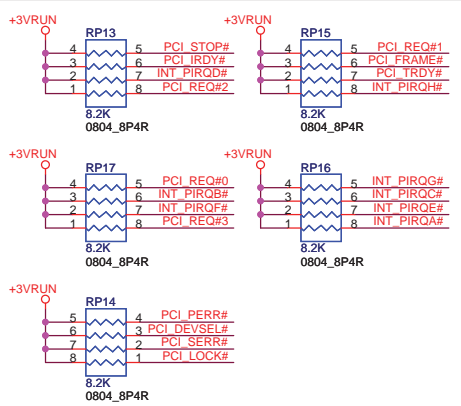 +3VRUN
RP13
4 5 PCI_STOP#
3 6 PCI_IRDY#
2 7 INT_PIRQD#
1 8 PCI_REQ#2
8.2K
0804_8P4R
+3VRUN
RP15
4 5 PCI_REQ#1
3 6 PCI_FRAME#
2 7 PCI_TRDY#
1 8 INT_PIRQH#
8.2K
0804_8P4R
+3VRUN
RP17
4 5 PCI_REQ#0
3 6 INT_PIRQB#
2 7 INT_PIRQF#
1 8 PCI_REQ#3
8.2K
0804_8P4R
+3VRUN
RP16
4 5 INT_PIRQG#
3 6 INT_PIRQC#
2 7 INT_PIRQE#
1 8 INT_PIRQA#
8.2K
0804_8P4R
+3VRUN
RP14
5 4 PCI_PERR#
6 3 PCI_DEVSEL#
7 2 PCI_SERR#
8 1 PCI_LOCK#
8.2K
0804_8P4R